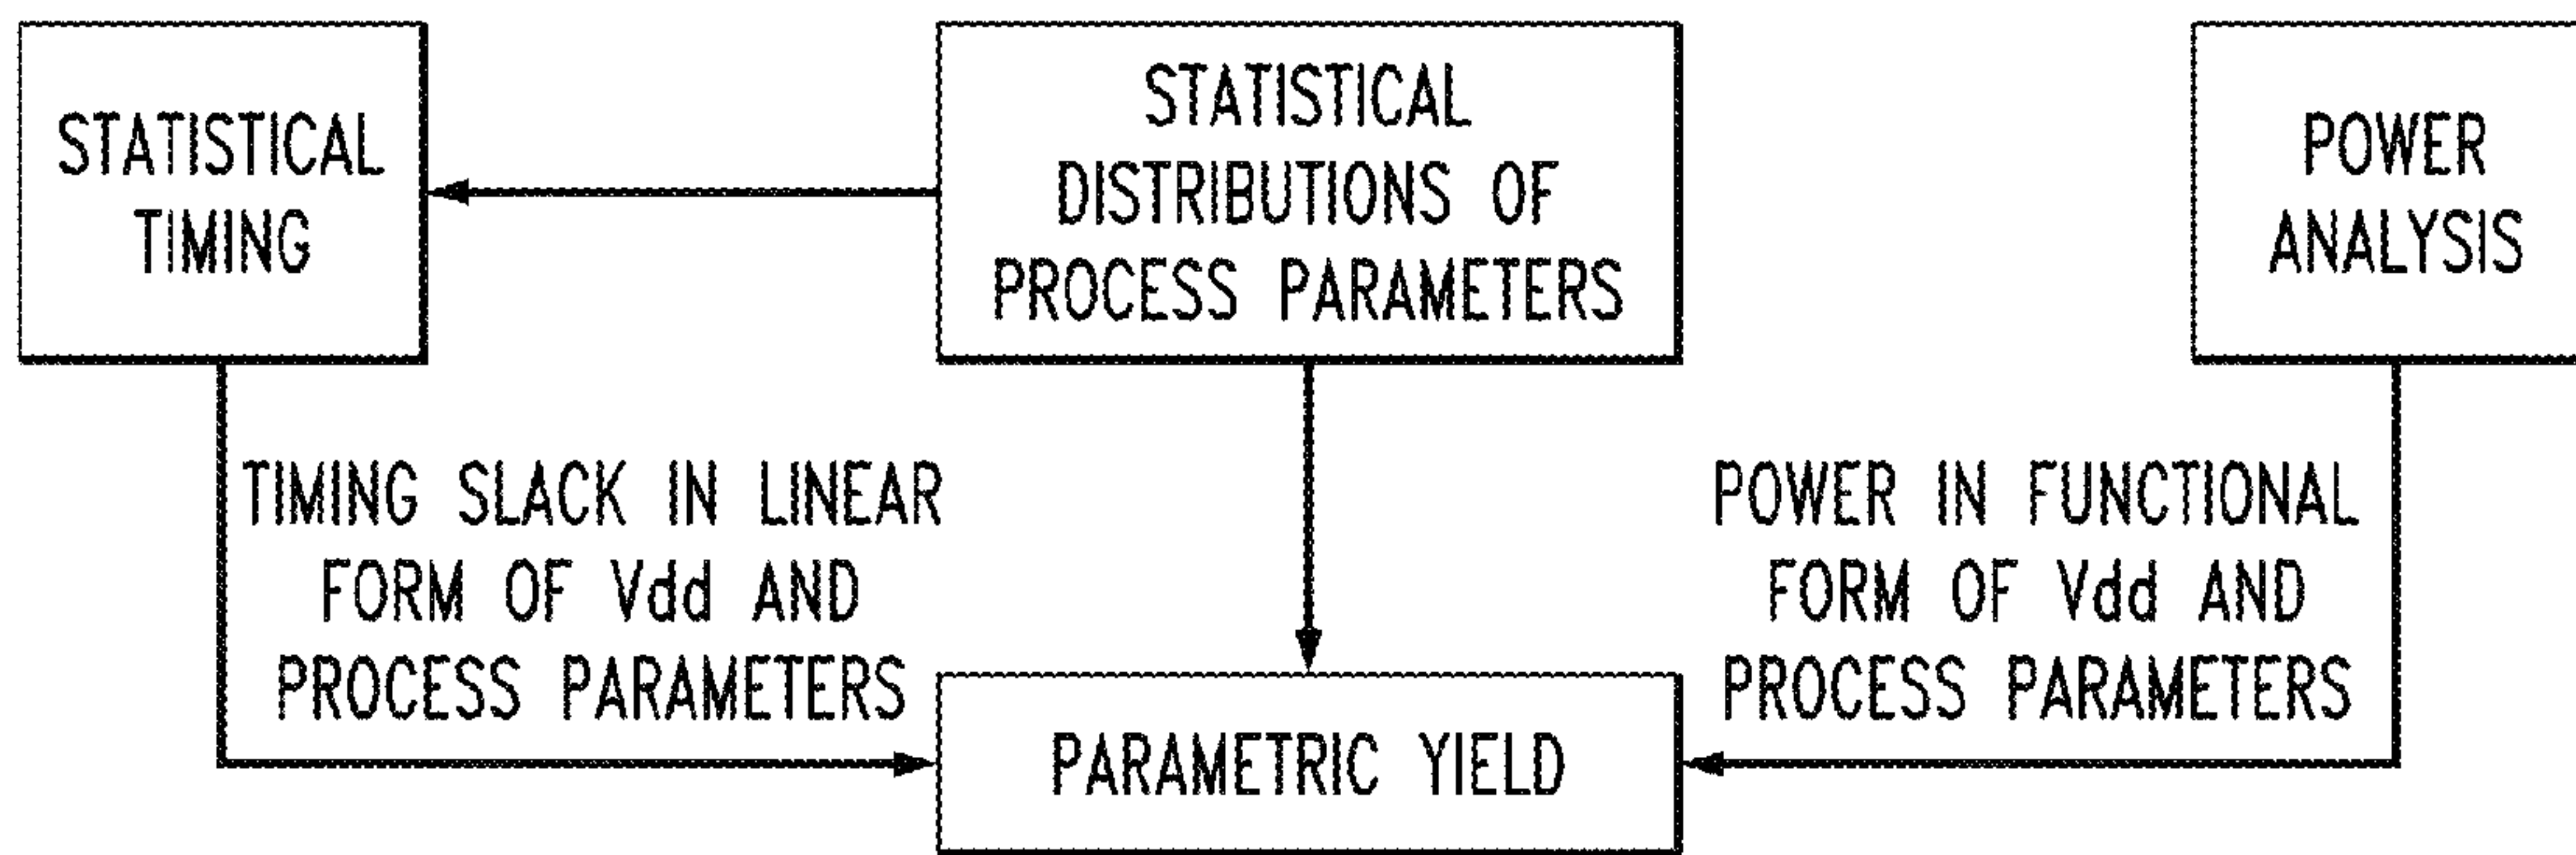 STATISTICAL
TIMING
STATISTICAL
DISTRIBUTIONS OF
PROCESS PARAMETERS
POWER
ANALYSIS
TIMING SLACK IN LINEAR
FORM OF Vdd AND
PROCESS PARAMETERS
POWER IN FUNCTIONAL
FORM OF Vdd AND
PROCESS PARAMETERS
PARAMETRIC YIELD